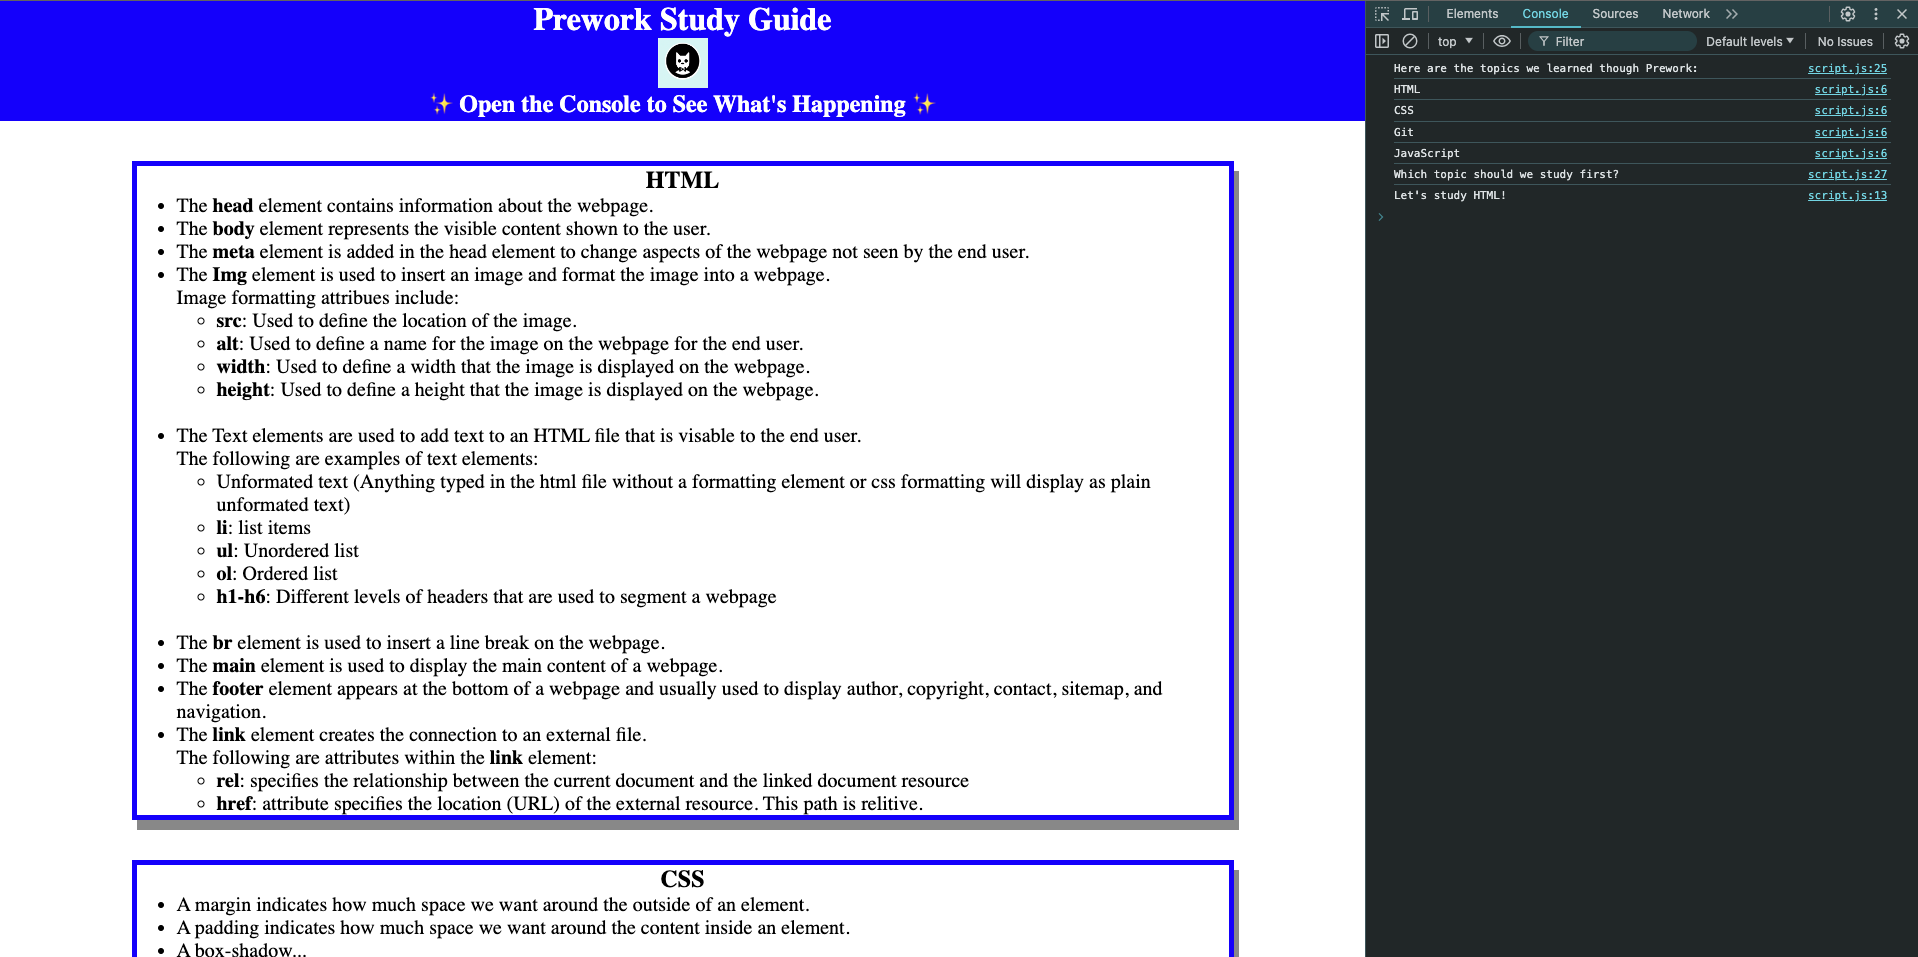 Prework Study Guide
✨ Open the Console to See What's Happening ✨
HTML
• The head element contains information about the webpage.
• The body element represents the visible content shown to the user.
• The meta element is added in the head element to change aspects of the webpage not seen by the end user.
• The Img element is used to insert an image and format the image into a webpage.
Image formatting attribues include:
◦ src: Used to define the location of the image.
◦ alt: Used to define a name for the image on the webpage for the end user.
◦ width: Used to define a width that the image is displayed on the webpage.
◦ height: Used to define a height that the image is displayed on the webpage.
• The Text elements are used to add text to an HTML file that is visable to the end user.
The following are examples of text elements:
◦ Unformated text (Anything typed in the html file without a formatting element or css formatting will display as plain
unformated text)
◦ li: list items
◦ ul: Unordered list
◦ ol: Ordered list
◦ h1-h6: Different levels of headers that are used to segment a webpage
• The br element is used to insert a line break on the webpage.
• The main element is used to display the main content of a webpage.
• The footer element appears at the bottom of a webpage and usually used to display author, copyright, contact, sitemap, and
navigation.
• The link element creates the connection to an external file.
The following are attributes within the link element:
◦ rel: specifies the relationship between the current document and the linked document resource
◦ href: attribute specifies the location (URL) of the external resource. This path is relitive.
CSS
• A margin indicates how much space we want around the outside of an element.
• A padding indicates how much space we want around the content inside an element.
• A box-shadow...
Elements Console Sources Network
top Filter Default levels No Issues
Here are the topics we learned though Prework: script.js:25
HTML script.js:6
CSS script.js:6
Git script.js:6
JavaScript script.js:6
Which topic should we study first? script.js:27
Let's study HTML! script.js:13